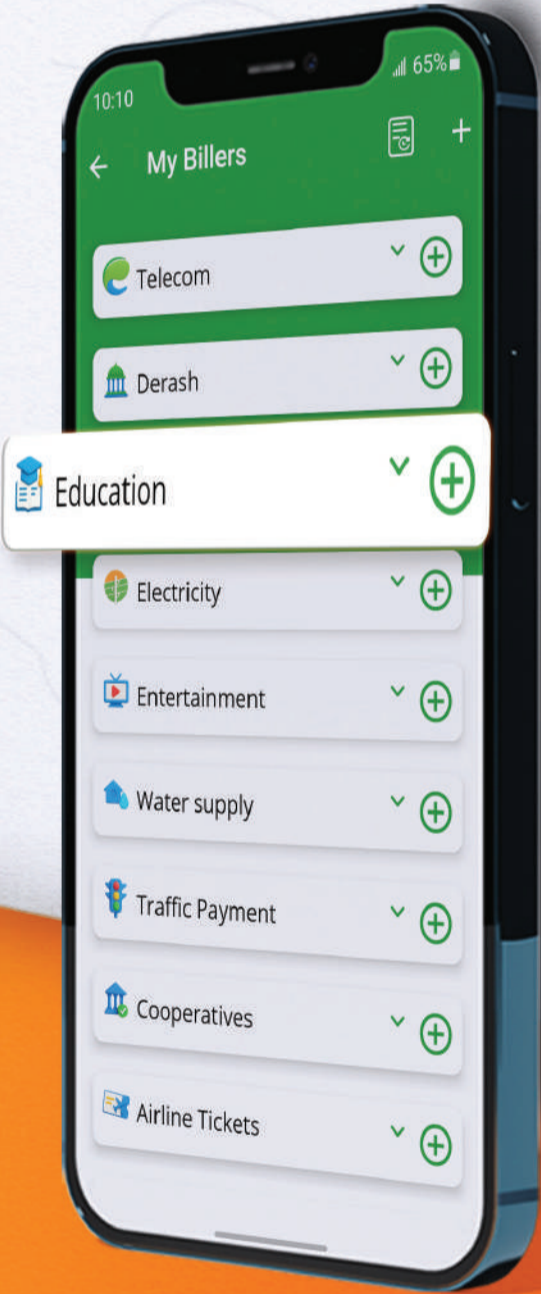 10:10
65%
My Billers
Telecom
Derash
Education
Electricity
Entertainment
Water supply
Traffic Payment
Cooperatives
Airline Tickets